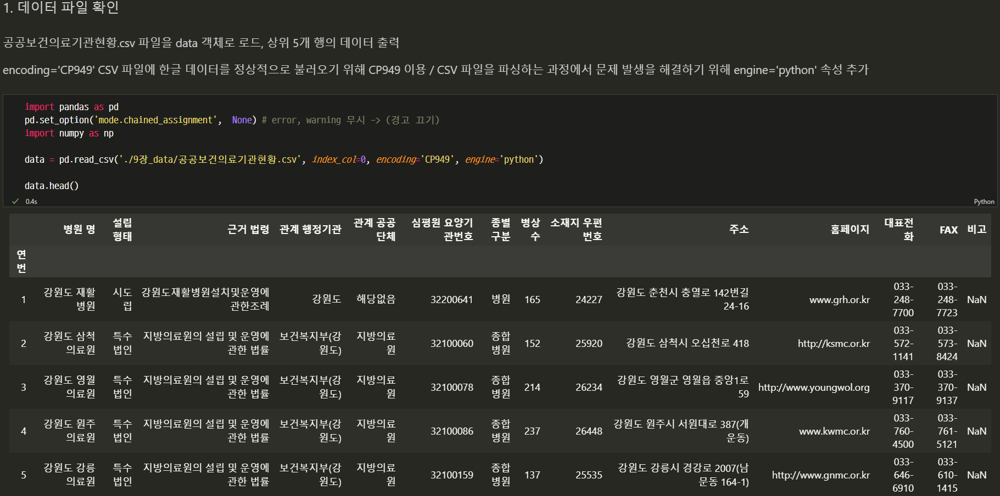 1. 데이터 파일 확인
공공보건의료기관현황.csv 파일을 data 객체로 로드, 상위 5개 행의 데이터 출력
encoding='CP949' CSV 파일에 한글 데이터를 정상적으로 불러오기 위해 CP949 이용 / CSV 파일을 파싱하는 과정에서 문제 발생을 해결하기 위해 engine='python' 속성 추가
import pandas as pd
pd.set_option('mode.chained_assignment',  None) # error, warning 무시 -> (경고 끄기)
import numpy as np
data = pd.read_csv('./9장_data/공공보건의료기관현황.csv', index_col=0, encoding='CP949', engine='python')
data.head()
0.4s
Python
병원 명 설립 형태 근거 법령 관계 행정기관 관계 공공 단체 심평원 요양기 관번호 종별 구분 병상 수 소재지 우편 번호 주소 홈페이지 대표전 화 FAX 비고
연 번
1 강원도 재활 병원 시도 립 강원도재활병원설치및운영에 관한조례 강원도 해당없음 32200641 병원 165 24227 강원도 춘천시 충열로 142번길 24-16 www.grh.or.kr 033- 248- 7700 033- 248- 7723 NaN
2 강원도 삼척 의료원 특수 법인 지방의료원의 설립 및 운영에 관한 법률 보건복지부(강 원도) 지방의료 원 32100060 종합 병원 152 25920 강원도 삼척시 오십천로 418 http://ksmc.or.kr 033- 572- 1141 033- 573- 8424 NaN
3 강원도 영월 의료원 특수 법인 지방의료원의 설립 및 운영에 관한 법률 보건복지부(강 원도) 지방의료 원 32100078 종합 병원 214 26234 강원도 영월군 영월읍 중앙1로 59 http://www.youngwol.org 033- 370- 9117 033- 370- 9137 NaN
4 강원도 원주 의료원 특수 법인 지방의료원의 설립 및 운영에 관한 법률 보건복지부(강 원도) 지방의료 원 32100086 종합 병원 237 26448 강원도 원주시 서원대로 387(개 운동) www.kwmc.or.kr 033- 760- 4500 033- 761- 5121 NaN
5 강원도 강릉 의료원 특수 법인 지방의료원의 설립 및 운영에 관한 법률 보건복지부(강 원도) 지방의료 원 32100159 종합 병원 137 25535 강원도 강릉시 경강로 2007(남 문동 164-1) http://www.gnmc.or.kr 033- 646- 6910 033- 610- 1415 NaN